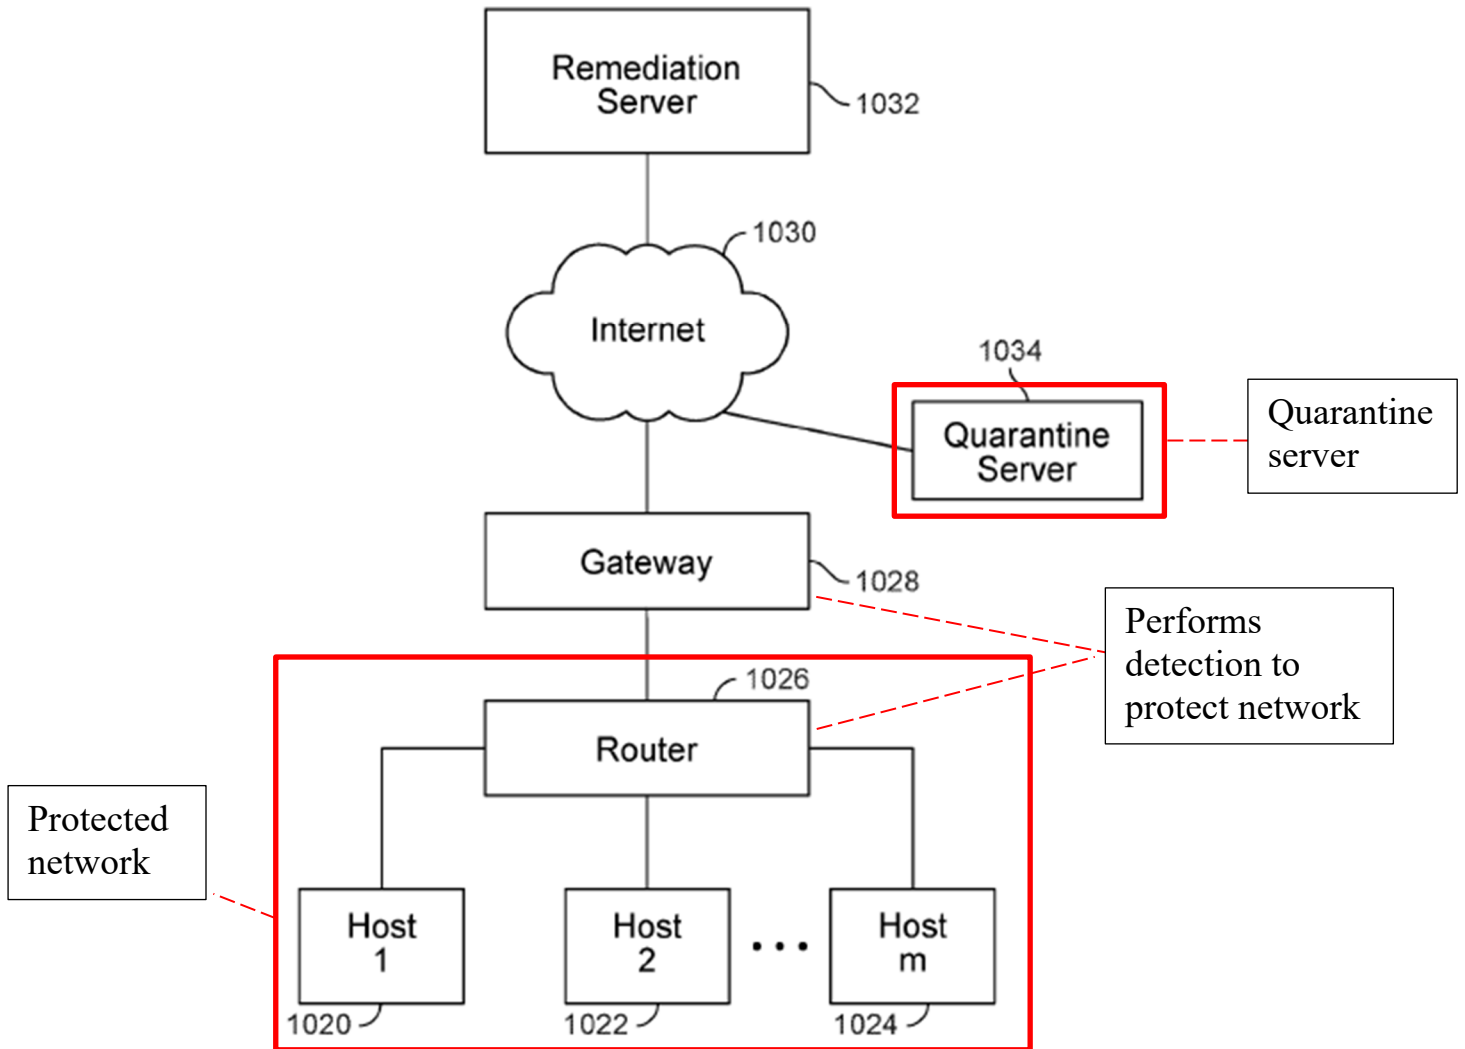 Remediation
Server
1032
1030
Internet
1034
Quarantine
Server
Quarantine
server
Gateway
1028
Performs
detection to
protect network
1026
Router
Protected
network
Host
1
Host
2
Host
m
1020
1022
1024